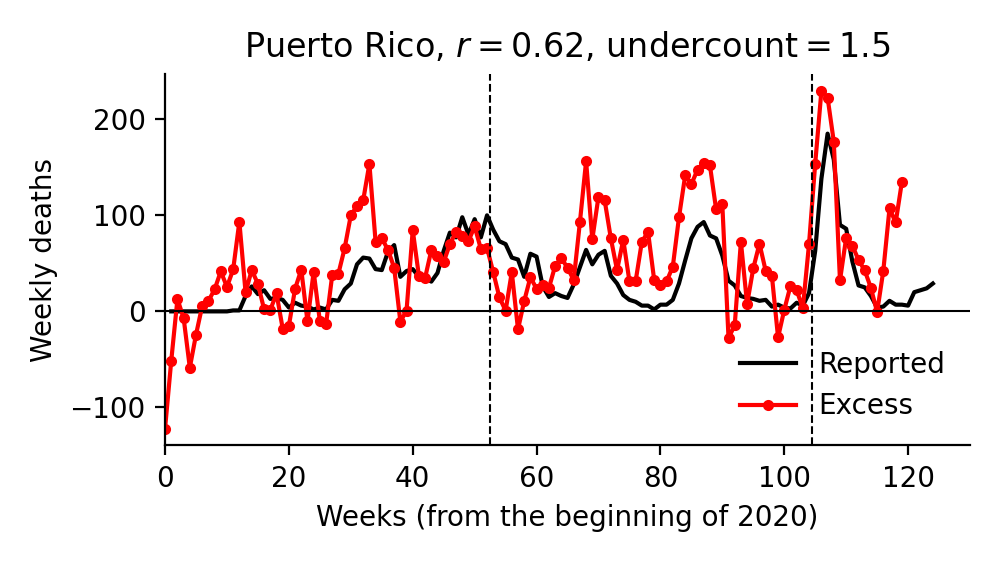 Puerto Rico, r = 0.62, undercount = 1.5
Weekly deaths
200
100
0
−100
Reported
Excess
0 20 40 60 80 100 120
Weeks (from the beginning of 2020)